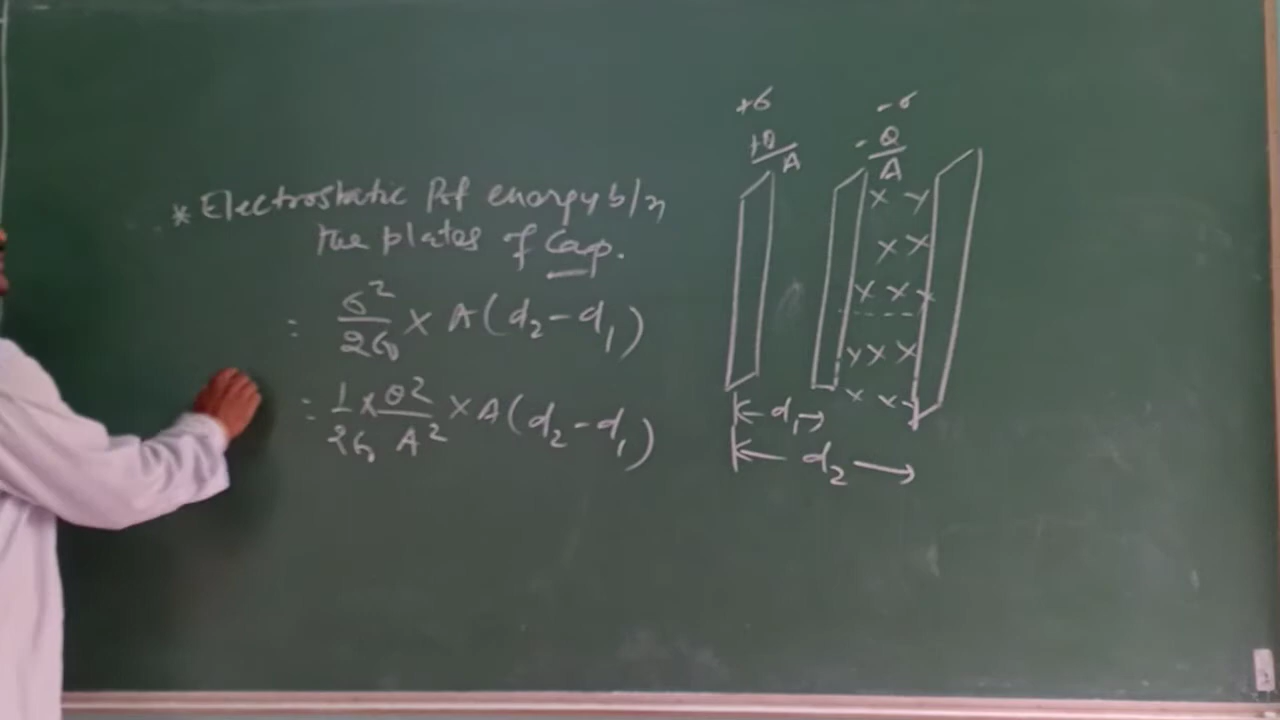 * Electrostatic Pot energy b/n
the plates of Cap.
= σ²/2ε₀ × A(d₂-d₁)
= 1/2ε₀ × Q²/A² × A(d₂-d₁)
+σ
+Q/A
-σ
-Q/A
d₁
d₂